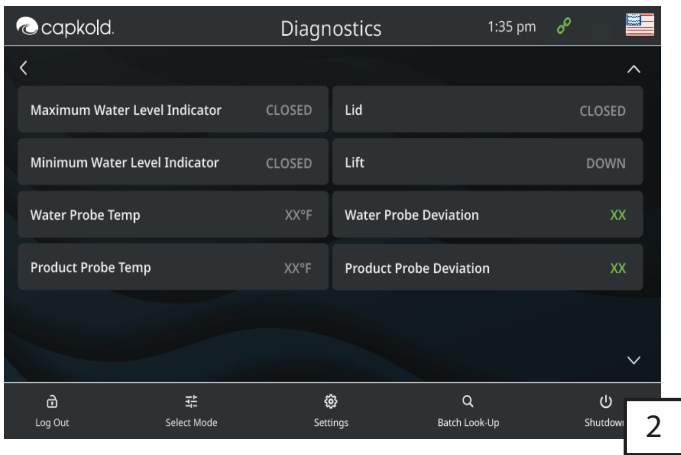 capkold. Diagnostics 1:35 pm
Maximum Water Level Indicator CLOSED Lid CLOSED
Minimum Water Level Indicator CLOSED Lift DOWN
Water Probe Temp XX°F Water Probe Deviation XX
Product Probe Temp XX°F Product Probe Deviation XX
Log Out Select Mode Settings Batch Look-Up Shutdow
2